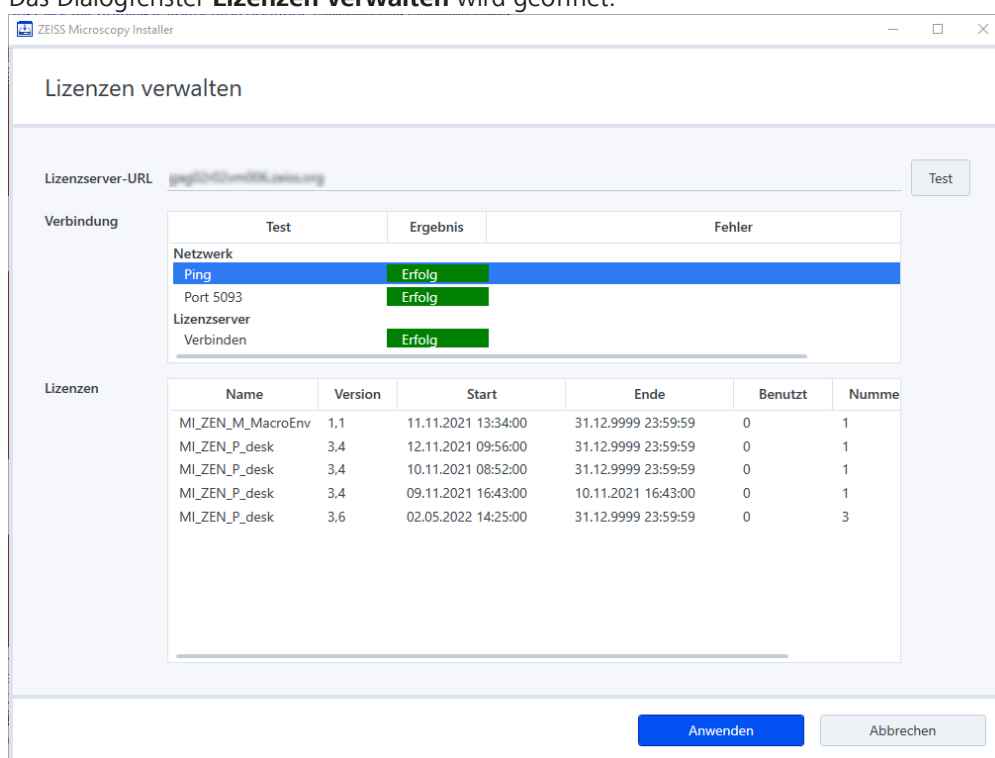 Das Dialogfenster Lizenzen verwalten wird geöffnet.
ZEISS Microscopy Installer
Lizenzen verwalten
Lizenzserver-URL Test
Verbindung Test Ergebnis Fehler
Netzwerk
Ping Erfolg
Port 5093 Erfolg
Lizenzserver
Verbinden Erfolg
Lizenzen Name Version Start Ende Benutzt Numme
MI_ZEN_M_MacroEnv 1,1 11.11.2021 13:34:00 31.12.9999 23:59:59 0 1
MI_ZEN_P_desk 3,4 12.11.2021 09:56:00 31.12.9999 23:59:59 0 1
MI_ZEN_P_desk 3,4 10.11.2021 08:52:00 31.12.9999 23:59:59 0 1
MI_ZEN_P_desk 3,4 09.11.2021 16:43:00 10.11.2021 16:43:00 0 1
MI_ZEN_P_desk 3,6 02.05.2022 14:25:00 31.12.9999 23:59:59 0 3
Anwenden Abbrechen